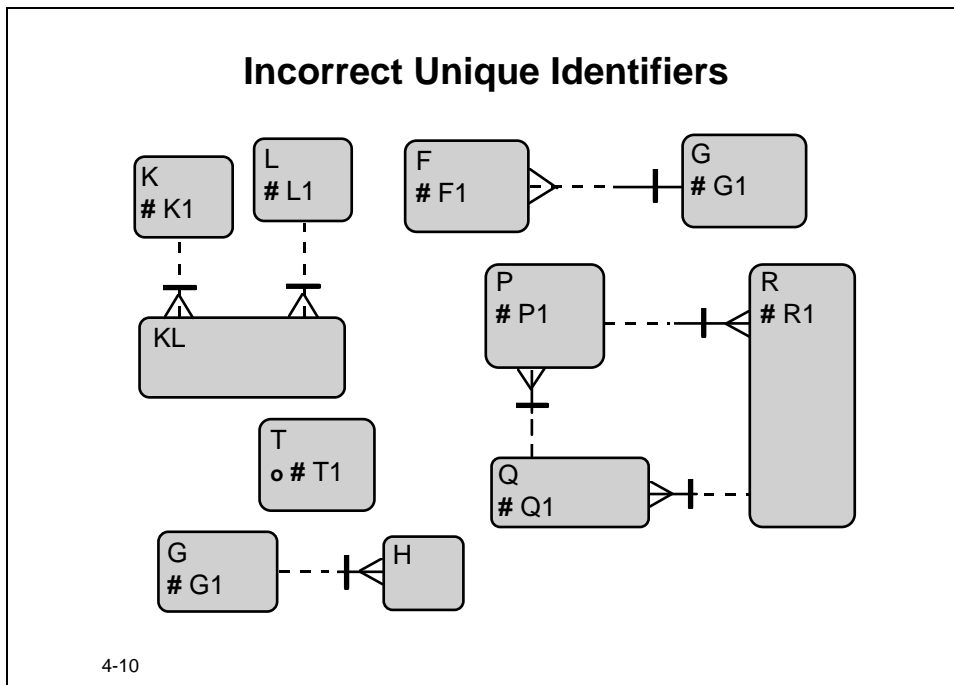 Incorrect Unique Identifiers
K
# K1
L
# L1
F
# F1
G
# G1
KL
P
# P1
R
# R1
T
o # T1
Q
# Q1
G
# G1
H
4-10